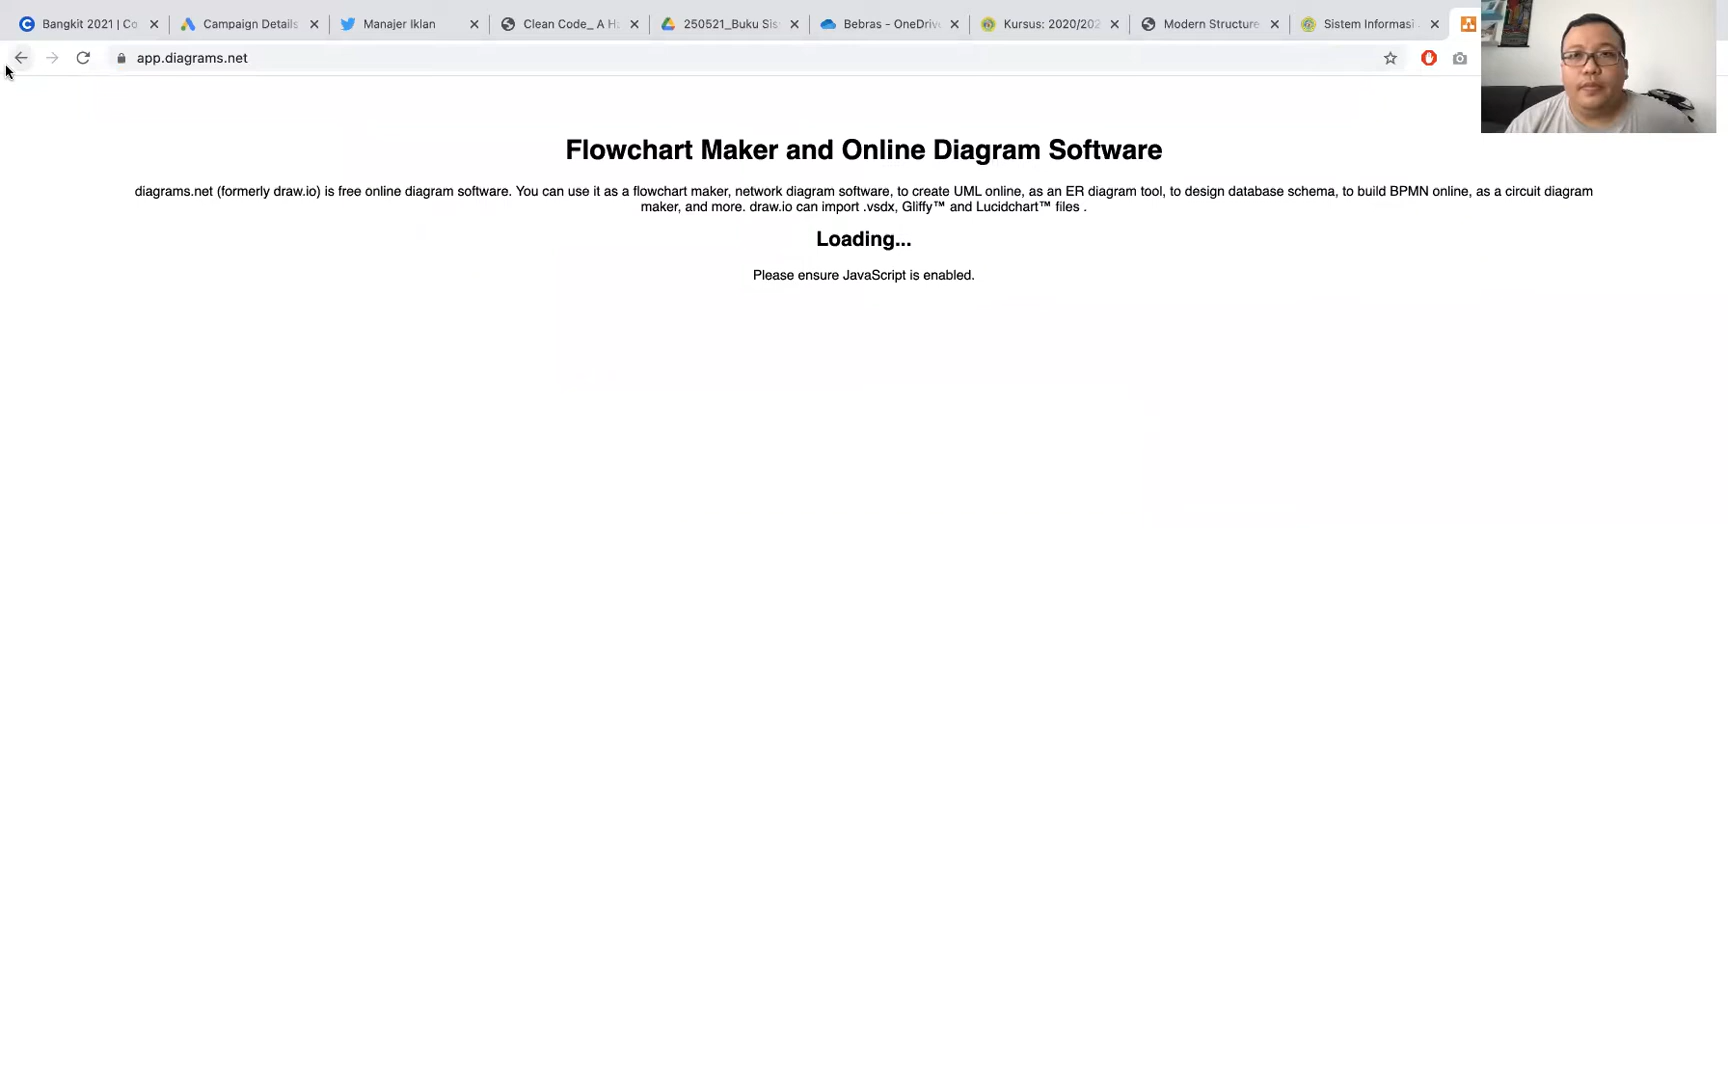 Bangkit 2021 | Co
Campaign Details
Manajer Iklan
Clean Code_ A Ha
250521_Buku Sis
Bebras - OneDrive
Kursus: 2020/202
Modern Structure
Sistem Informasi
app.diagrams.net
Flowchart Maker and Online Diagram Software
diagrams.net (formerly draw.io) is free online diagram software. You can use it as a flowchart maker, network diagram software, to create UML online, as an ER diagram tool, to design database schema, to build BPMN online, as a circuit diagram
maker, and more. draw.io can import .vsdx, Gliffy™ and Lucidchart™ files .
Loading...
Please ensure JavaScript is enabled.